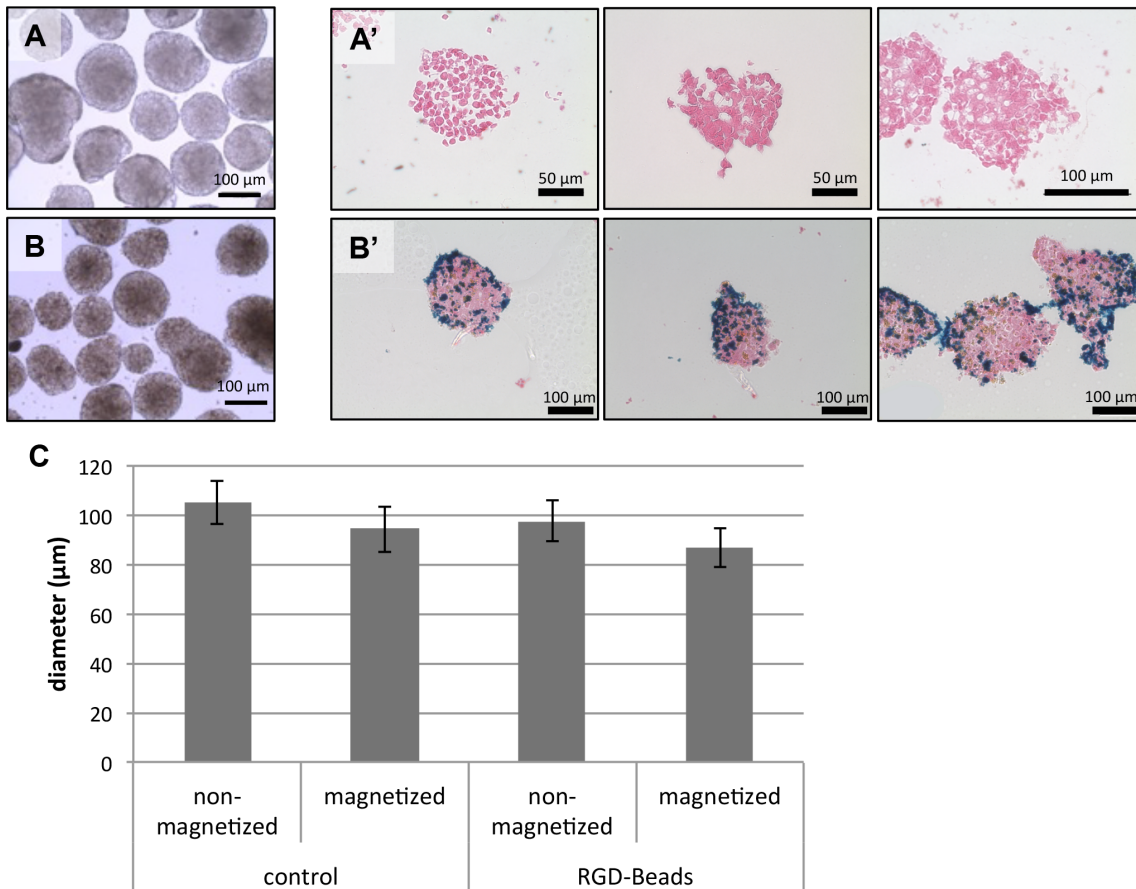 A
100 µm
A’
50 µm
50 µm
100 µm
B
100 µm
B’
100 µm
100 µm
100 µm
C
120
100
80
60
40
20
0
diameter (µm)
non-
magnetized
magnetized
non-
magnetized
magnetized
control
RGD-Beads